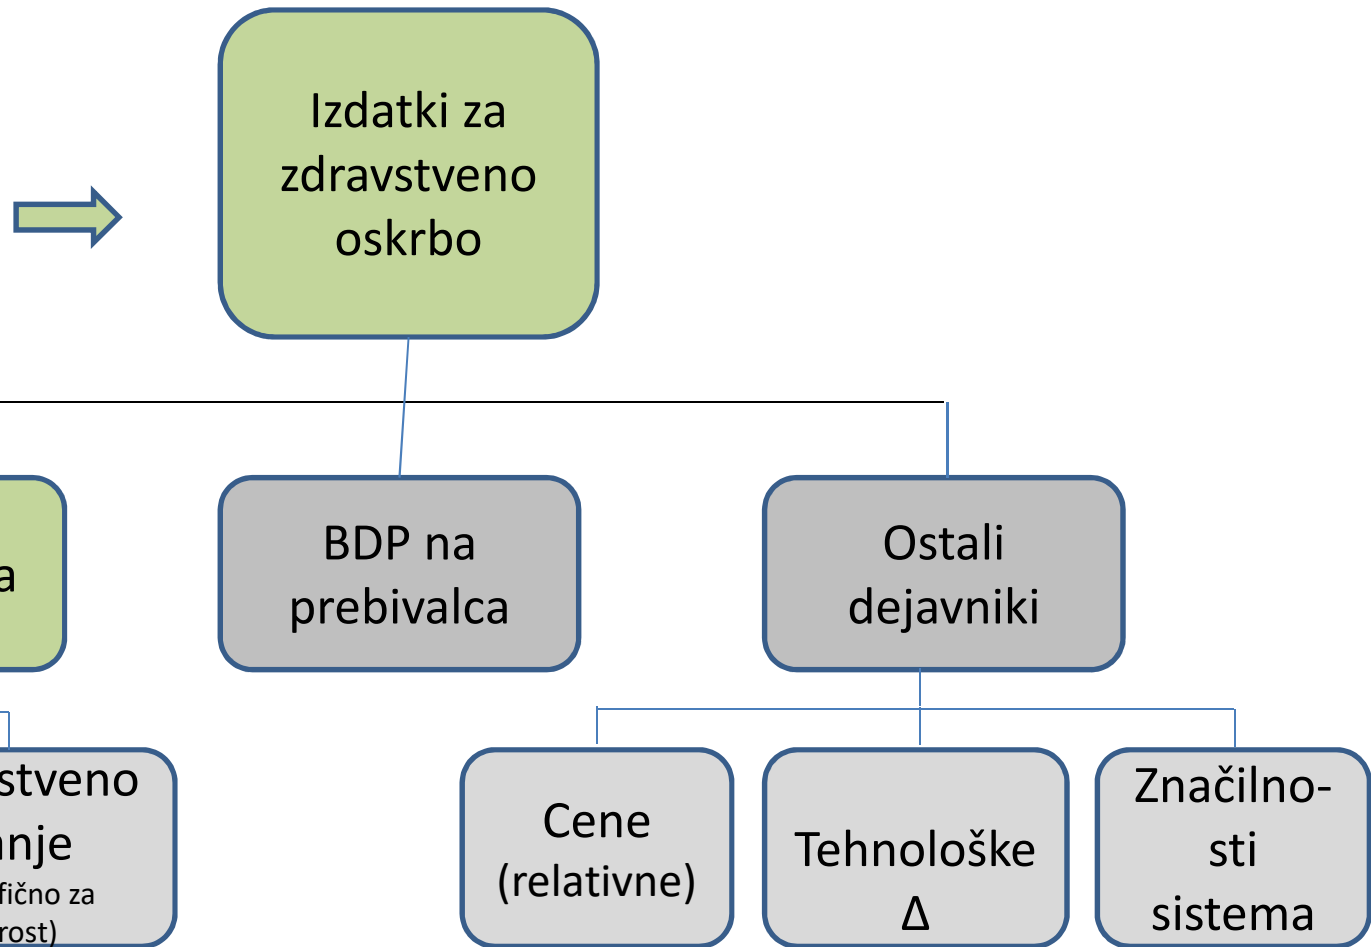 Izdatki za
zdravstveno
oskrbo
a
BDP na
prebivalca
Ostali
dejavniki
stveno
anje
fično za
rost)
Cene
(relativne)
Tehnološke
Δ
Značilno-
sti
sistema